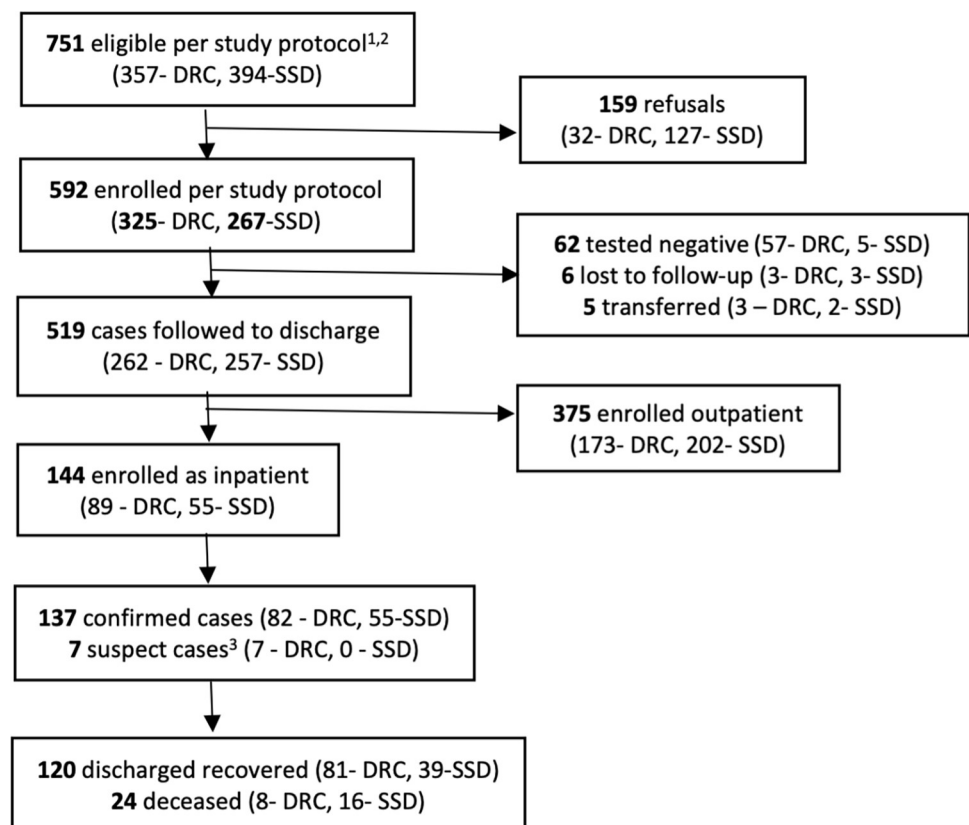 751 eligible per study protocol¹,²
(357- DRC, 394-SSD)
159 refusals
(32- DRC, 127- SSD)
592 enrolled per study protocol
(325- DRC, 267-SSD)
62 tested negative (57- DRC, 5- SSD)
6 lost to follow-up (3- DRC, 3- SSD)
5 transferred (3 – DRC, 2- SSD)
519 cases followed to discharge
(262 - DRC, 257- SSD)
375 enrolled outpatient
(173- DRC, 202- SSD)
144 enrolled as inpatient
(89 - DRC, 55- SSD)
137 confirmed cases (82 - DRC, 55-SSD)
7 suspect cases³ (7 - DRC, 0 - SSD)
120 discharged recovered (81- DRC, 39-SSD)
24 deceased (8- DRC, 16- SSD)